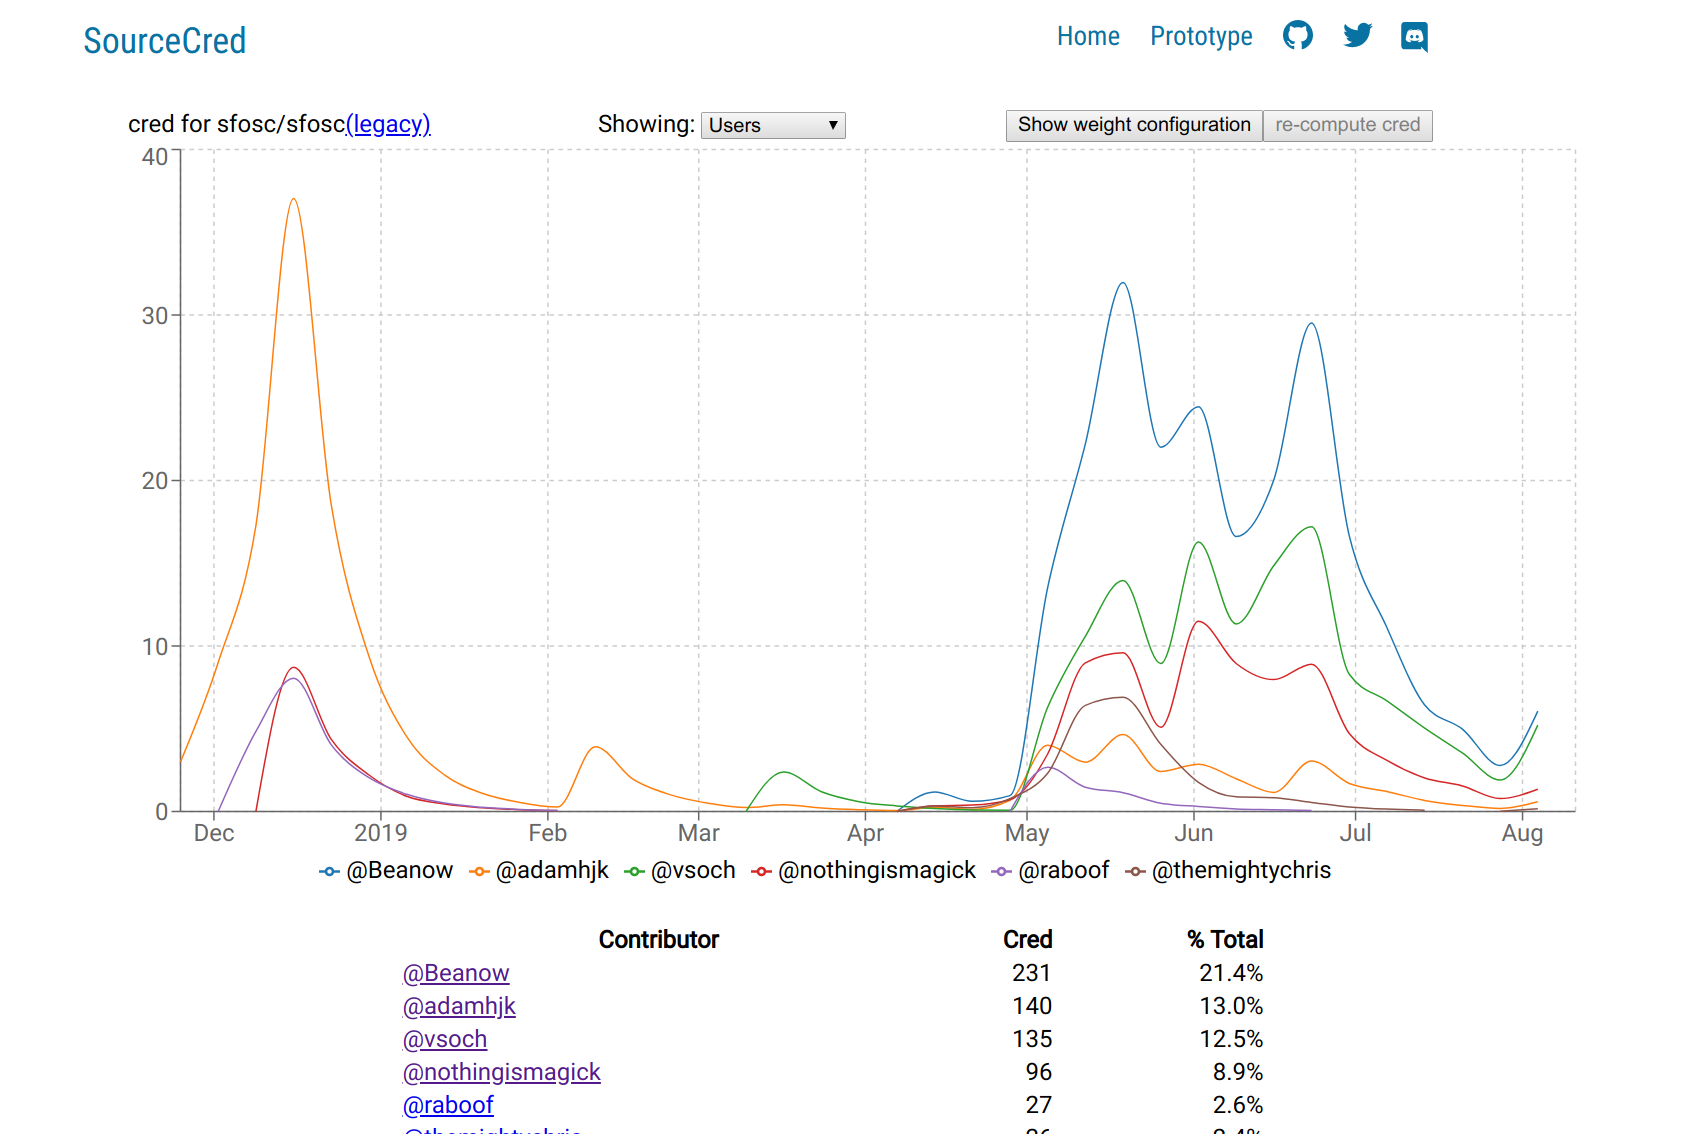 SourceCred
Home Prototype
cred for sfosc/sfosc(legacy) Showing: Users Show weight configuration re-compute cred
40
30
20
10
0
Dec 2019 Feb Mar Apr May Jun Jul Aug
@Beanow @adamhjk @vsoch @nothingismagick @raboof @themightychris
Contributor Cred % Total
@Beanow 231 21.4%
@adamhjk 140 13.0%
@vsoch 135 12.5%
@nothingismagick 96 8.9%
@raboof 27 2.6%
@themightychris